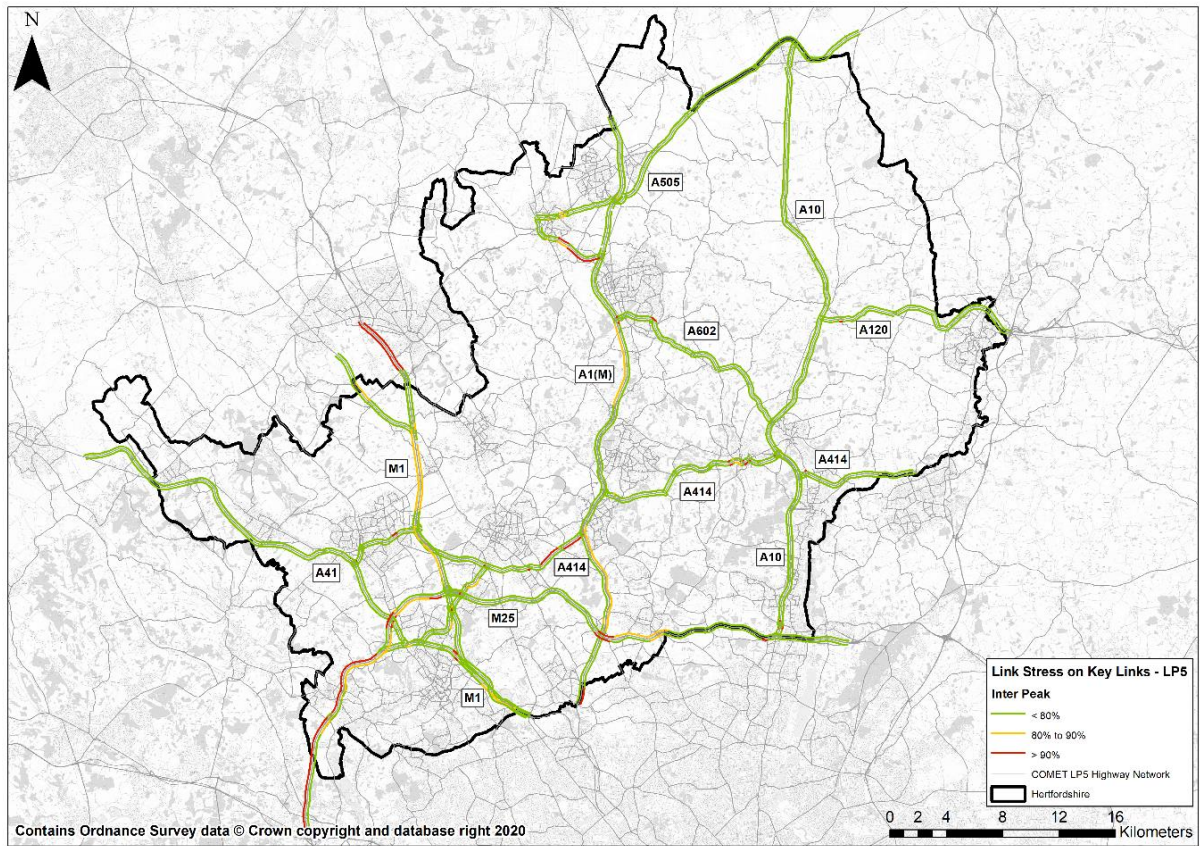 N
A505
A10
A602
A120
A1(M)
M1
A414
A414
A10
A41
A414
M25
M1
Link Stress on Key Links - LP5
Inter Peak
< 80%
80% to 90%
> 90%
COMET LP5 Highway Network
Hertfordshire
Contains Ordnance Survey data © Crown copyright and database right 2020
0 2 4 8 12 16
Kilometers